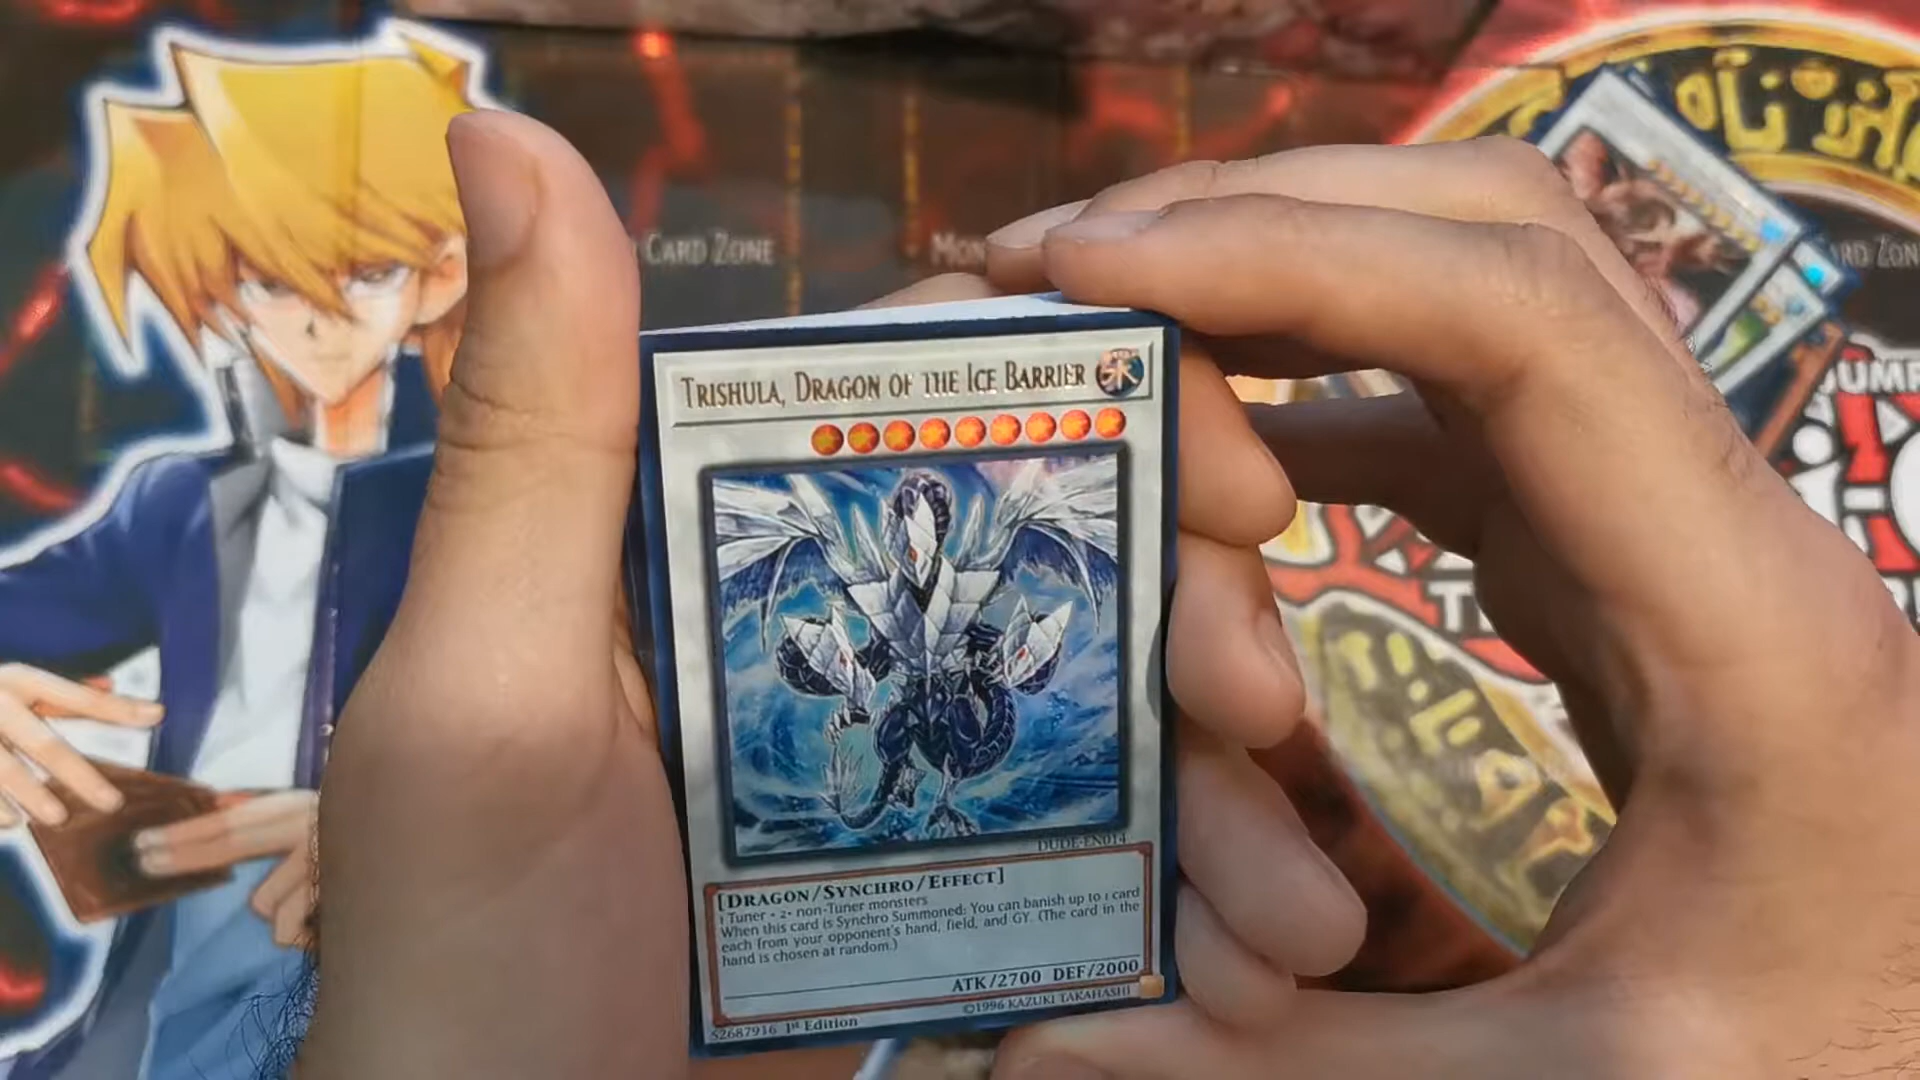 CARD ZONE
MON
TRISHULA, DRAGON OF THE ICE BARRIER
DUDE-EN014
[DRAGON/SYNCHRO/EFFECT]
1 Tuner + 2+ non-Tuner monsters
When this card is Synchro Summoned: You can banish up to 1 card
each from your opponent's hand, field, and GY. (The card in the
hand is chosen at random.)
ATK/2700 DEF/2000
52687916 1st Edition
©1996 KAZUKI TAKAHASHI
ARD ZON